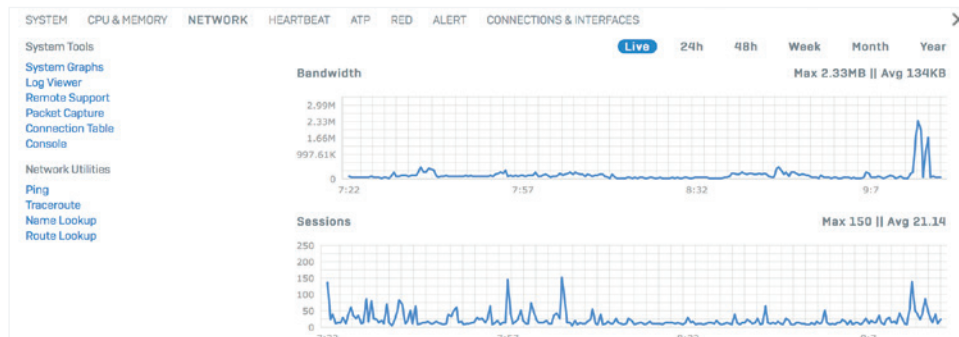 SYSTEM CPU & MEMORY NETWORK HEARTBEAT ATP RED ALERT CONNECTIONS & INTERFACES
System Tools
System Graphs
Log Viewer
Remote Support
Packet Capture
Connection Table
Console
Network Utilities
Ping
Traceroute
Name Lookup
Route Lookup
Live 24h 48h Week Month Year
Bandwidth Max 2.33MB || Avg 134KB
2.99M
2.33M
1.66M
997.61K
0
7:22 7:57 8:32 9:7
Sessions Max 150 || Avg 21.14
250
200
150
100
50
0